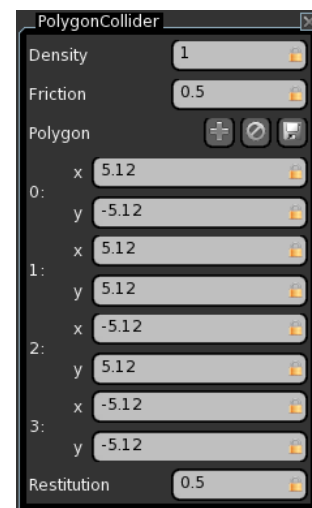 PolygonCollider
Density 1
Friction 0.5
Polygon
0:
x 5.12
y -5.12
1:
x 5.12
y 5.12
2:
x -5.12
y 5.12
3:
x -5.12
y -5.12
Restitution 0.5